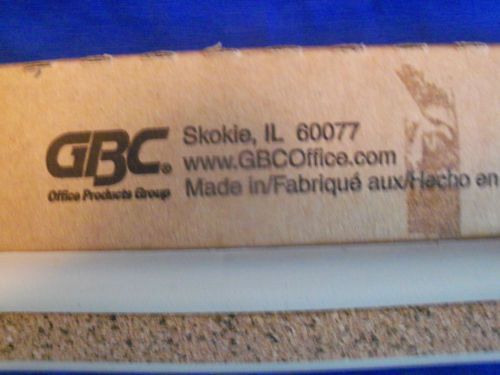 GBC®
Office Products Group
Skokie, IL 60077
www.GBCOffice.com
Made in/Fabriqué aux/Hecho en